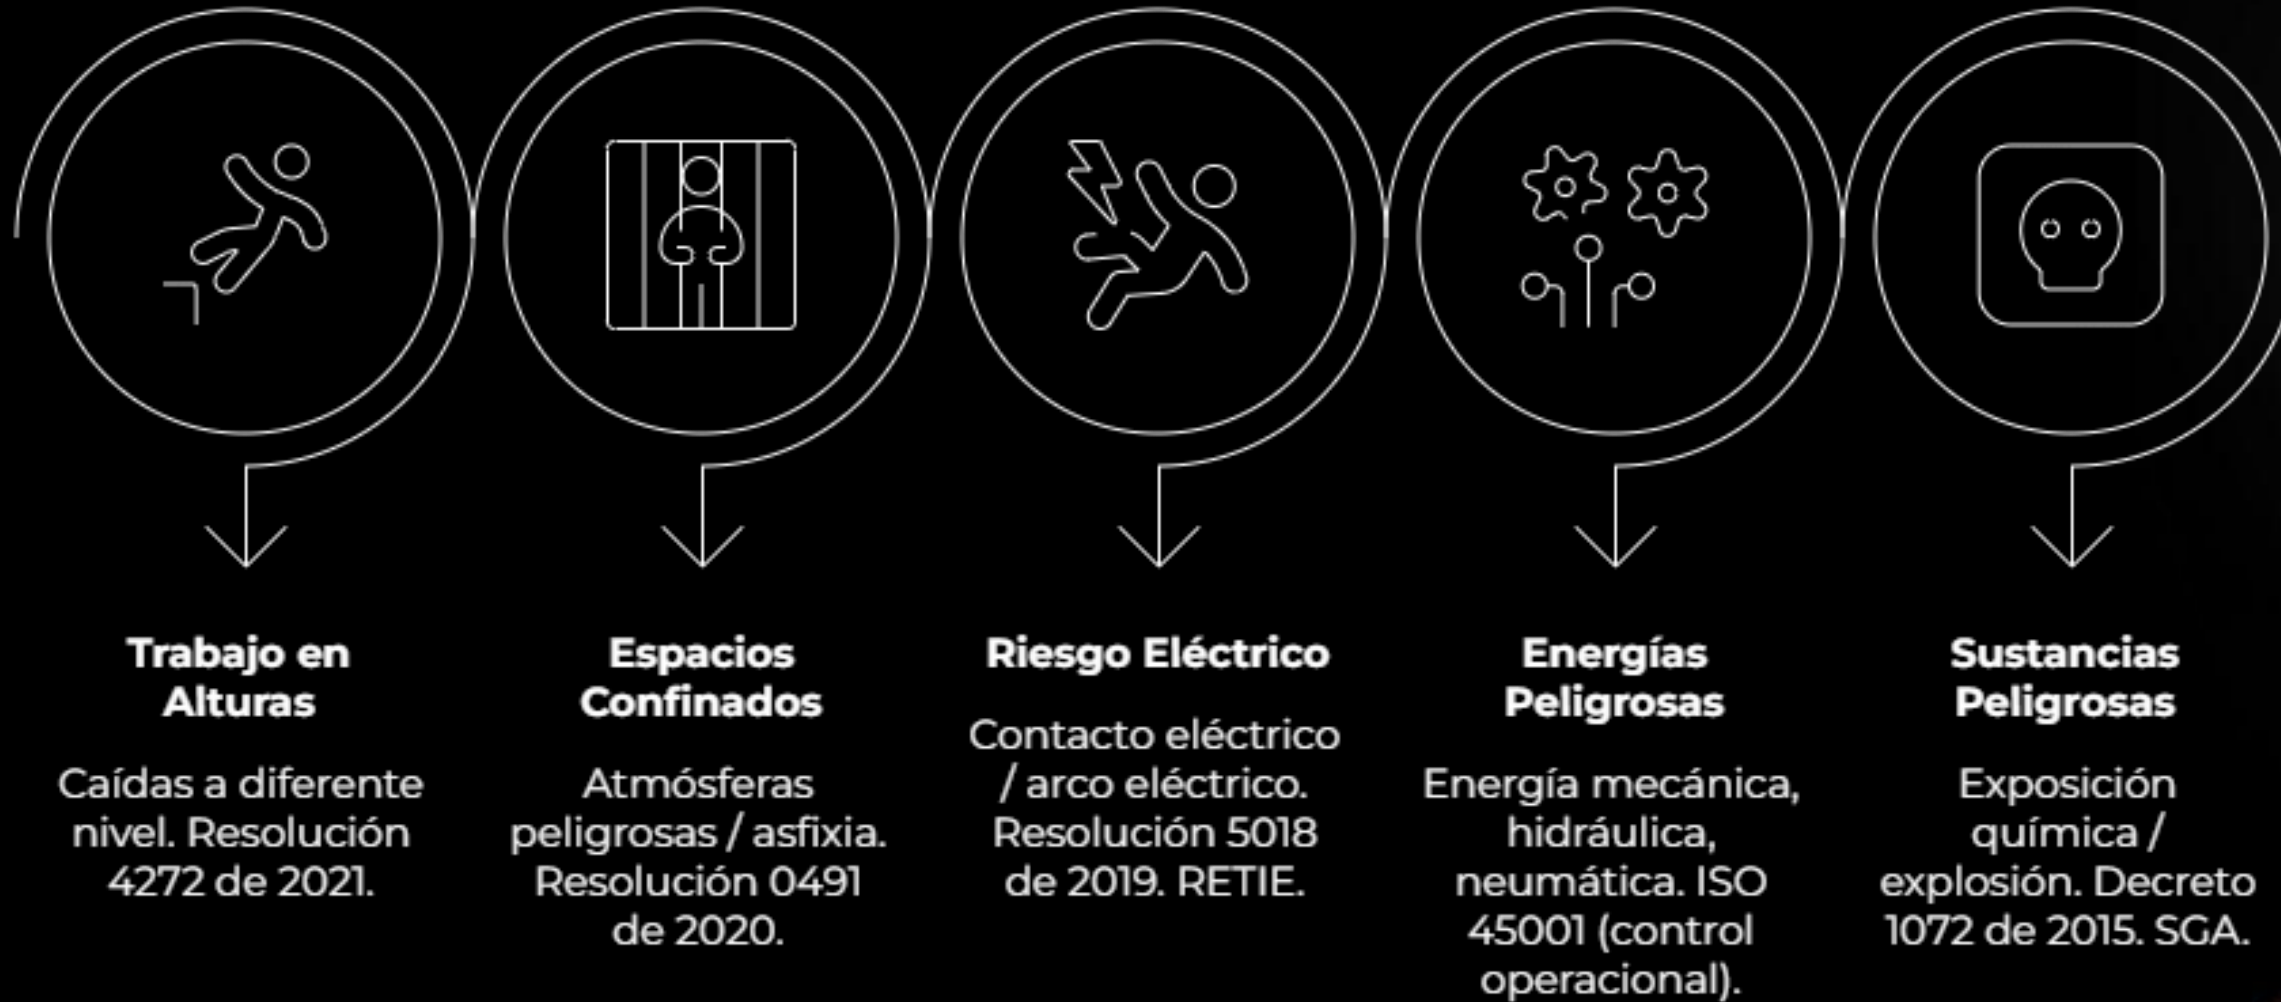 Trabajo en
Alturas
Caídas a diferente
nivel. Resolución
4272 de 2021.
Espacios
Confinados
Atmósferas
peligrosas / asfixia.
Resolución 0491
de 2020.
Riesgo Eléctrico
Contacto eléctrico
/ arco eléctrico.
Resolución 5018
de 2019. RETIE.
Energías
Peligrosas
Energía mecánica,
hidráulica,
neumática. ISO
45001 (control
operacional).
Sustancias
Peligrosas
Exposición
química /
explosión. Decreto
1072 de 2015. SGA.